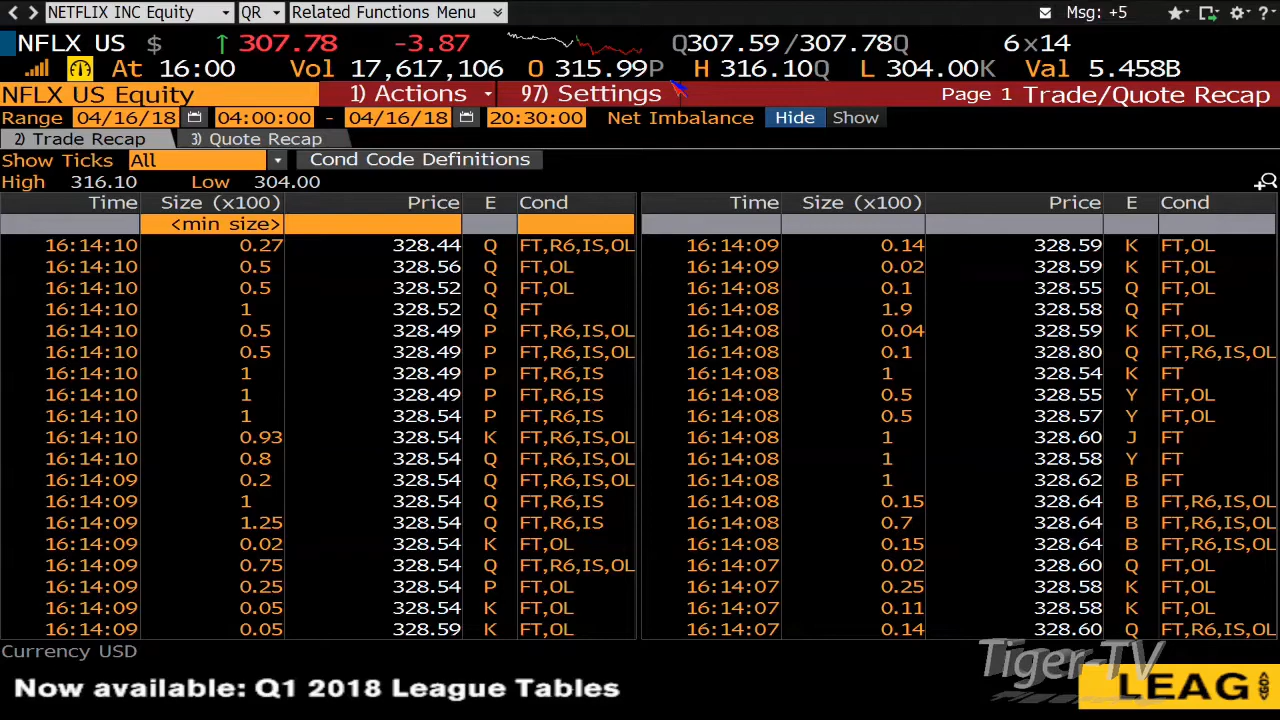 NETFLIX INC Equity QR Related Functions Menu Msg: +5
NFLX US $ ↑ 307.78 -3.87 Q307.59/307.78Q 6x14
At 16:00 Vol 17,617,106 O 315.99P H 316.10Q L 304.00K Val 5.458B
NFLX US Equity 1) Actions 97) Settings Page 1 Trade/Quote Recap
Range 04/16/18 04:00:00 - 04/16/18 20:30:00 Net Imbalance Hide Show
2) Trade Recap 3) Quote Recap
Show Ticks All Cond Code Definitions
High 316.10 Low 304.00
Time Size (x100) Price E Cond Time Size (x100) Price E Cond
<min size>
16:14:10 0.27 328.44 Q FT,R6,IS,OL 16:14:09 0.14 328.59 K FT,OL
16:14:10 0.5 328.56 Q FT,OL 16:14:09 0.02 328.59 K FT,OL
16:14:10 0.5 328.52 Q FT,OL 16:14:08 0.1 328.55 Q FT,OL
16:14:10 1 328.52 Q FT 16:14:08 1.9 328.58 Q FT
16:14:10 0.5 328.49 P FT,R6,IS,OL 16:14:08 0.04 328.59 K FT,OL
16:14:10 0.5 328.49 P FT,R6,IS,OL 16:14:08 0.1 328.80 Q FT,R6,IS,OL
16:14:10 1 328.49 P FT,R6,IS 16:14:08 1 328.54 K FT
16:14:10 1 328.49 P FT,R6,IS 16:14:08 0.5 328.55 Y FT,OL
16:14:10 1 328.54 P FT,R6,IS 16:14:08 0.5 328.57 Y FT,OL
16:14:10 0.93 328.54 K FT,R6,IS,OL 16:14:08 1 328.60 J FT
16:14:10 0.8 328.54 Q FT,R6,IS,OL 16:14:08 1 328.58 Y FT
16:14:09 0.2 328.54 Q FT,R6,IS,OL 16:14:08 1 328.62 B FT
16:14:09 1 328.54 Q FT,R6,IS 16:14:08 0.15 328.64 B FT,R6,IS,OL
16:14:09 1.25 328.54 Q FT,R6,IS 16:14:08 0.7 328.64 B FT,R6,IS,OL
16:14:09 0.02 328.54 K FT,OL 16:14:08 0.15 328.64 B FT,R6,IS,OL
16:14:09 0.75 328.54 Q FT,R6,IS,OL 16:14:07 0.02 328.60 Q FT,OL
16:14:09 0.25 328.54 P FT,OL 16:14:07 0.25 328.58 K FT,OL
16:14:09 0.05 328.54 K FT,OL 16:14:07 0.11 328.58 K FT,OL
16:14:09 0.05 328.59 K FT,OL 16:14:07 0.14 328.60 Q FT,R6,IS,OL
Currency USD
Tiger-TV
Now available: Q1 2018 League Tables LEAG <GO>